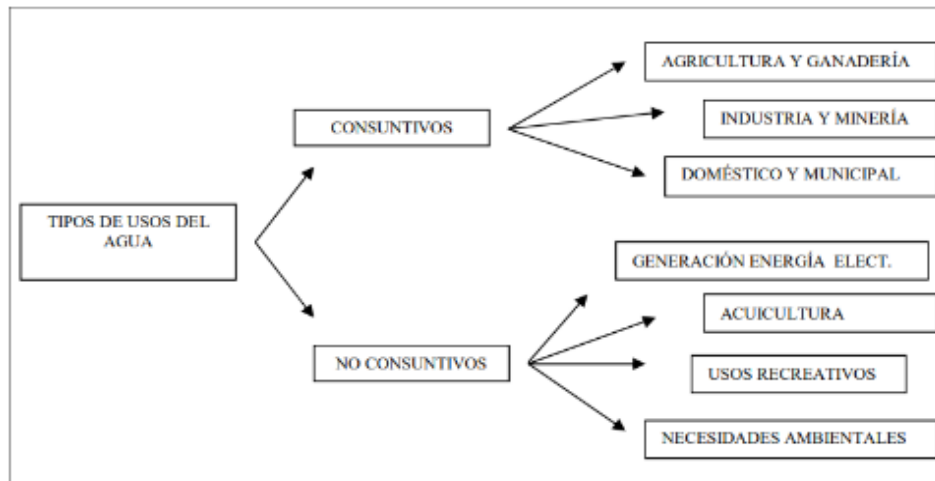 TIPOS DE USOS DEL
AGUA
CONSUNTIVOS
AGRICULTURA Y GANADERÍA
INDUSTRIA Y MINERÍA
DOMÉSTICO Y MUNICIPAL
NO CONSUNTIVOS
GENERACIÓN ENERGÍA ELECT.
ACUICULTURA
USOS RECREATIVOS
NECESIDADES AMBIENTALES